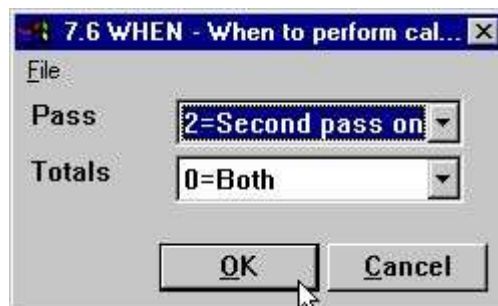 7.6 WHEN - When to perform cal...
File
Pass 2=Second pass on
Totals 0=Both
OK Cancel